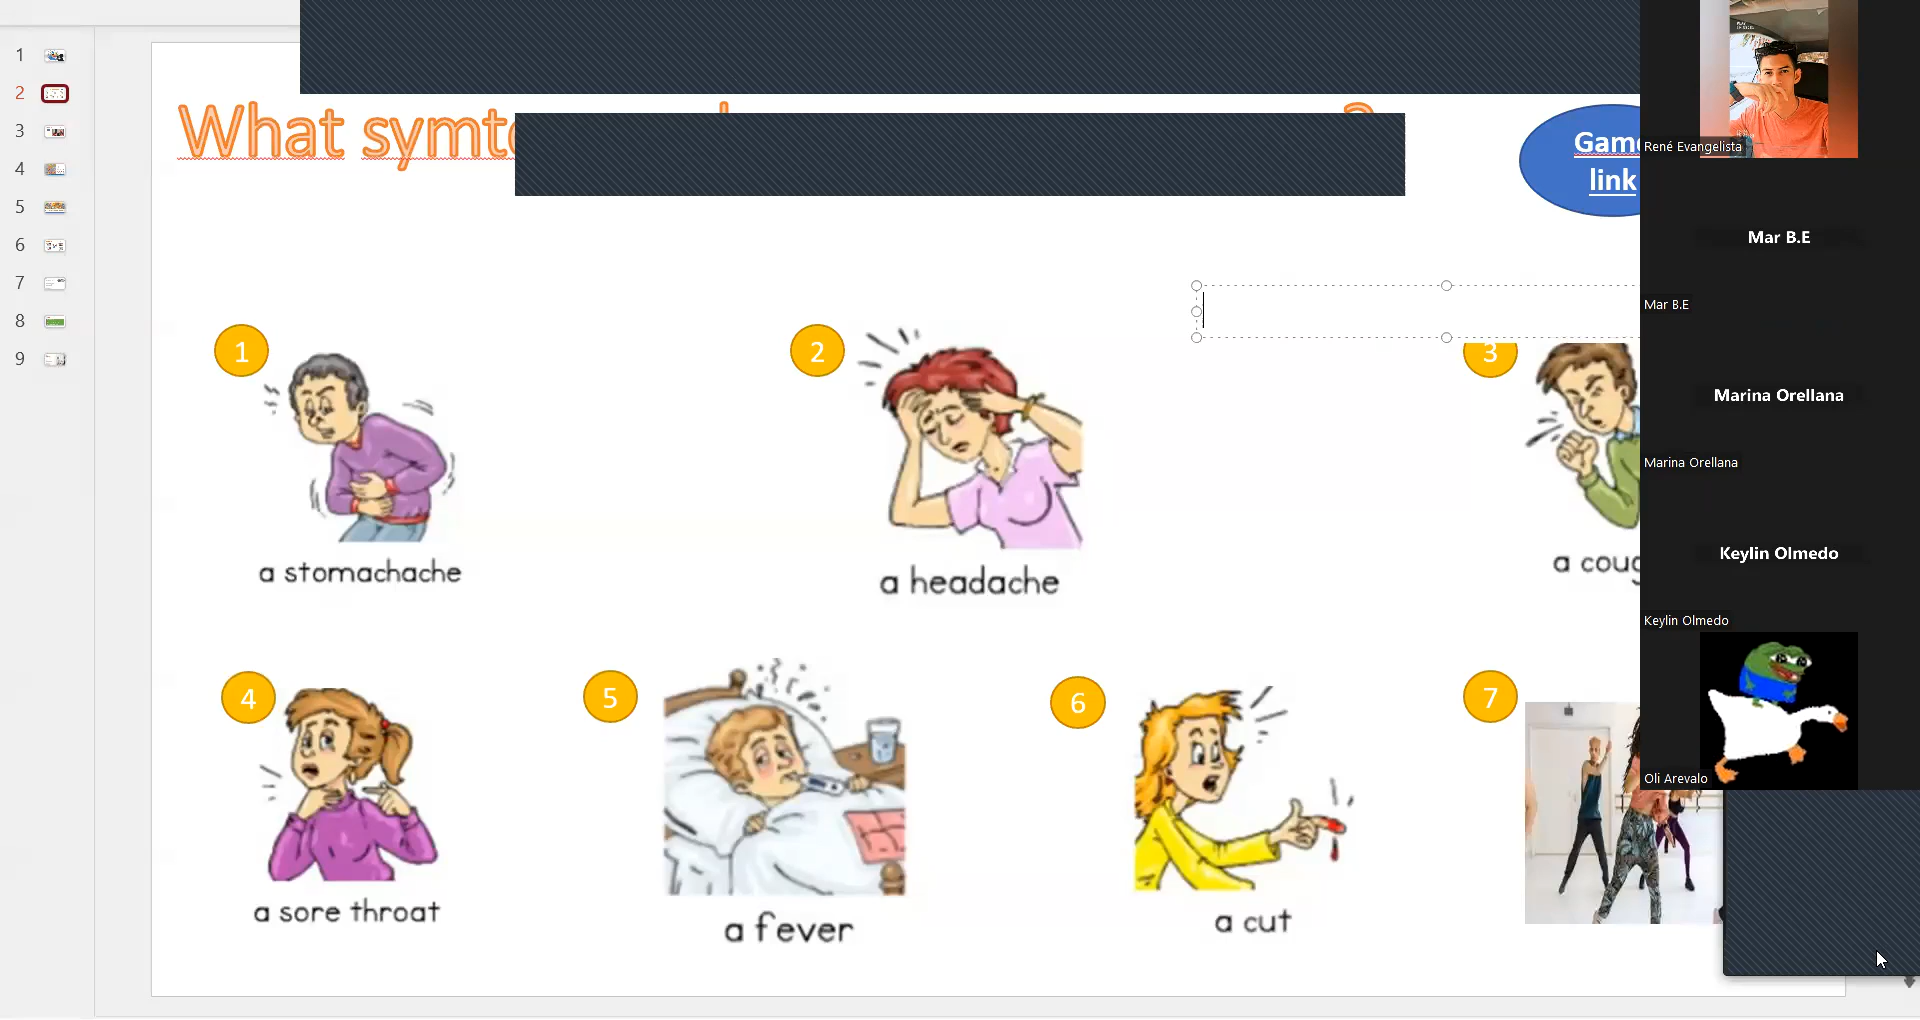 1
2
3
4
5
6
7
8
9
What symt
?
Game
link
1
2
3
a stomachache
a headache
a coug
4
5
6
7
a sore throat
a fever
a cut
René Evangelista
Mar B.E
Mar B.E
Marina Orellana
Marina Orellana
Keylin Olmedo
Keylin Olmedo
Oli Arevalo